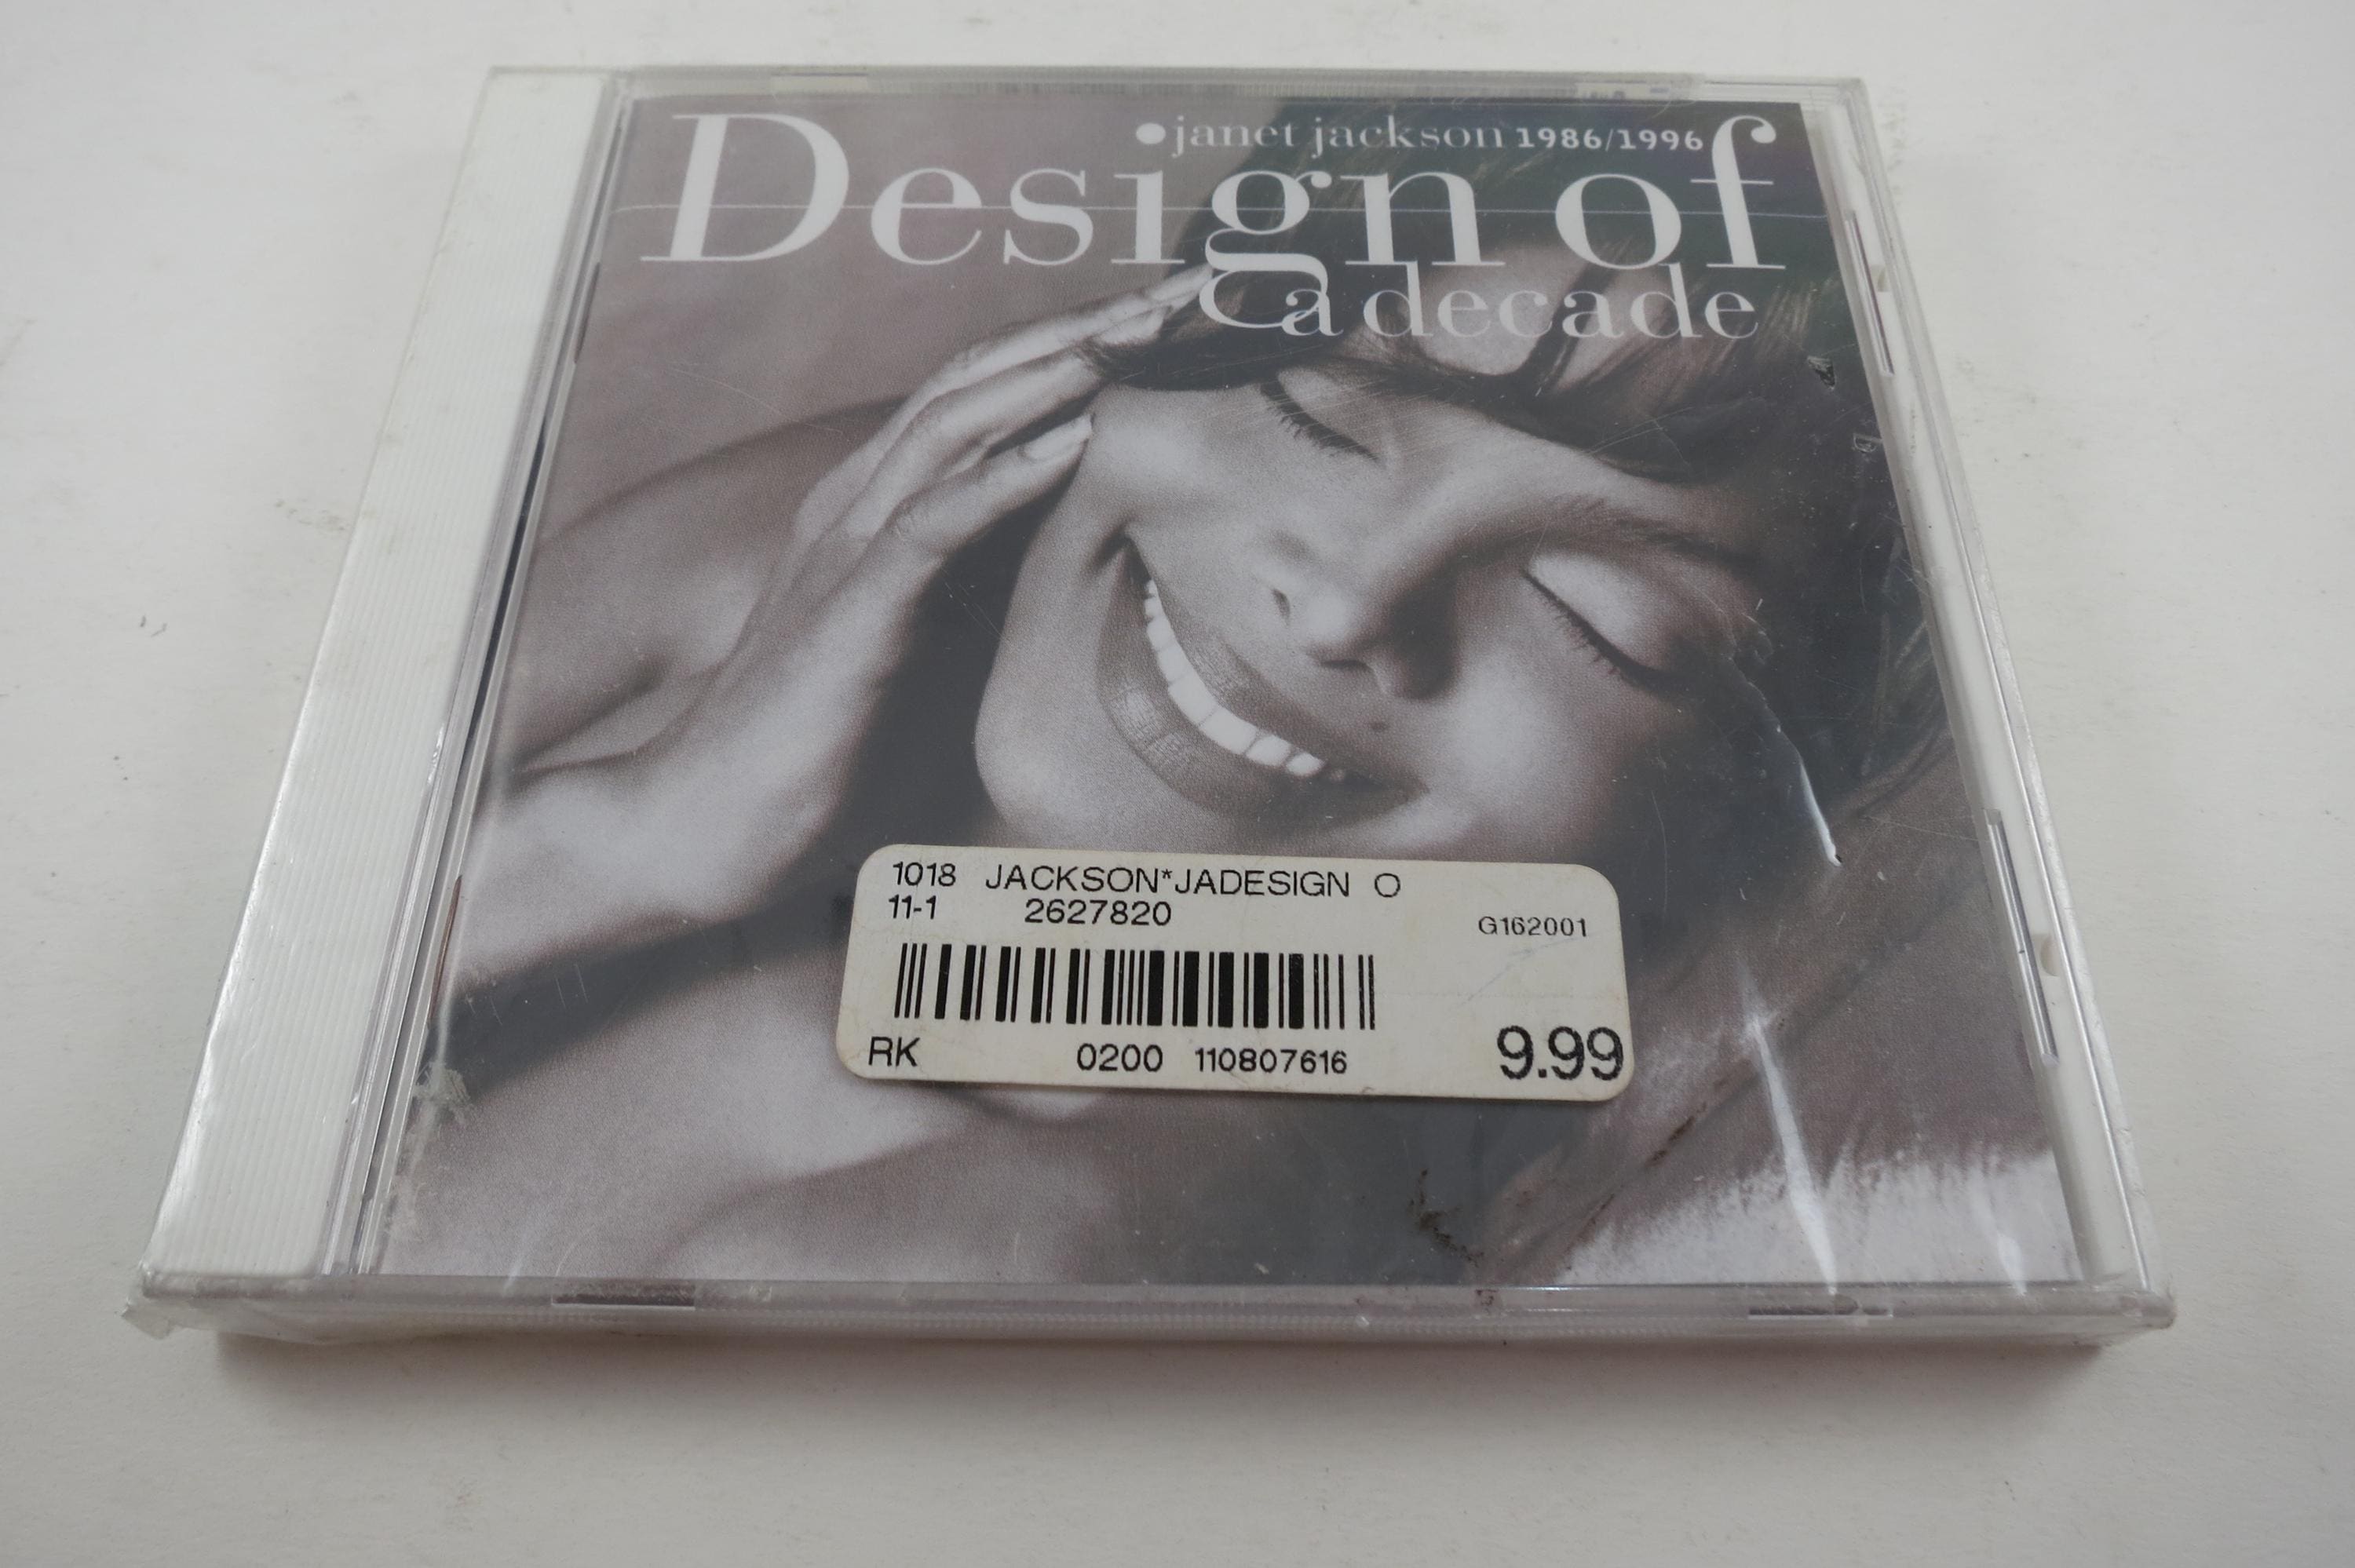 janet jackson 1986/1996
Design of
a decade
1018 JACKSON*JADESIGN O
11-1 2627820
G162001
RK 0200 110807616 9.99